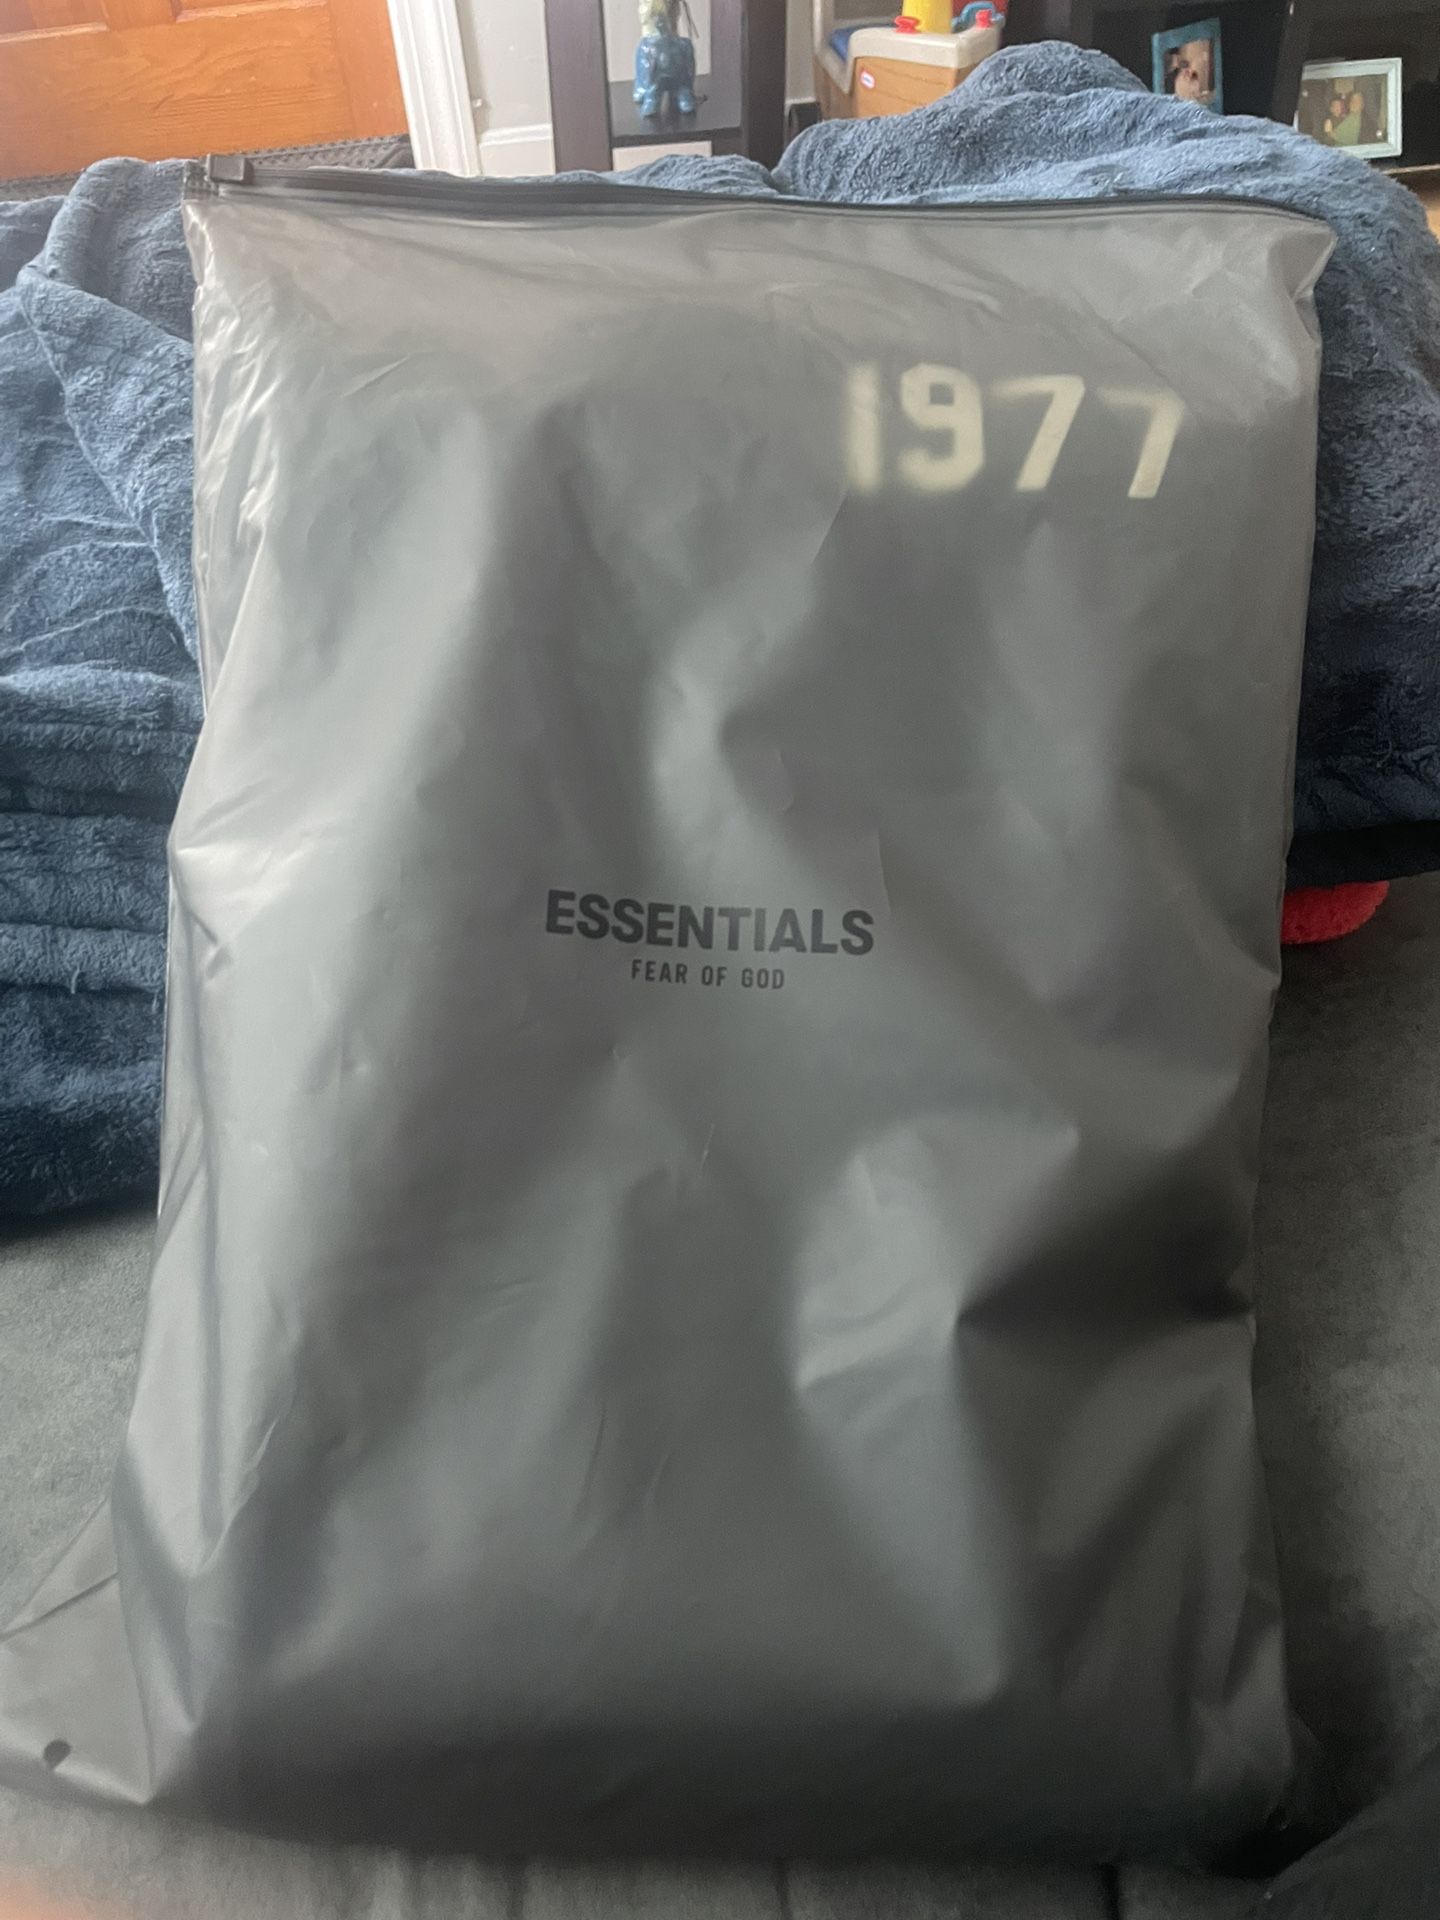 1977
ESSENTIALS
FEAR OF GOD